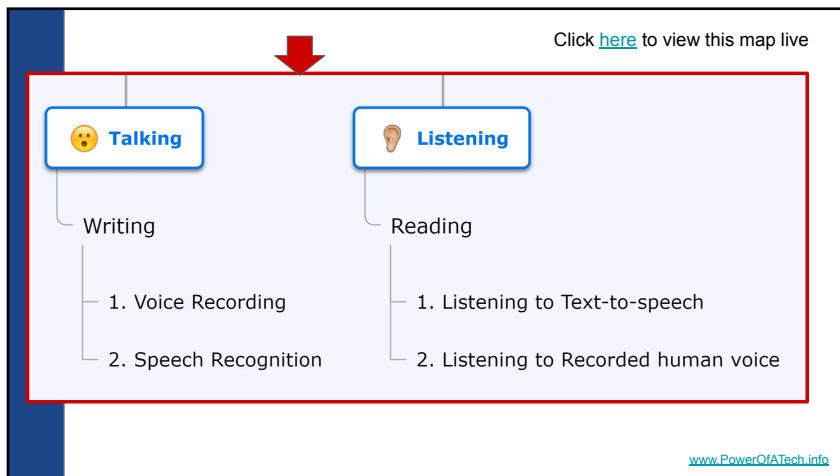 Click here to view this map live
Talking
Writing
1. Voice Recording
2. Speech Recognition
Listening
Reading
1. Listening to Text-to-speech
2. Listening to Recorded human voice
www.PowerOfATech.info